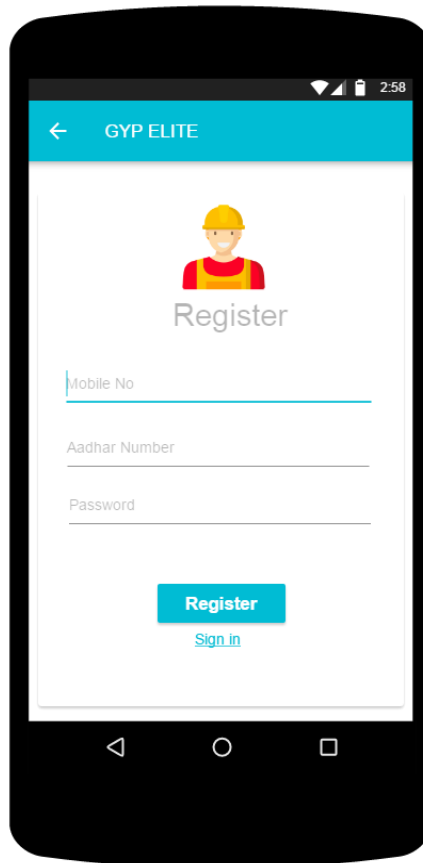 2:58
GYP ELITE
Register
Mobile No
Aadhar Number
Password
Register
Sign in